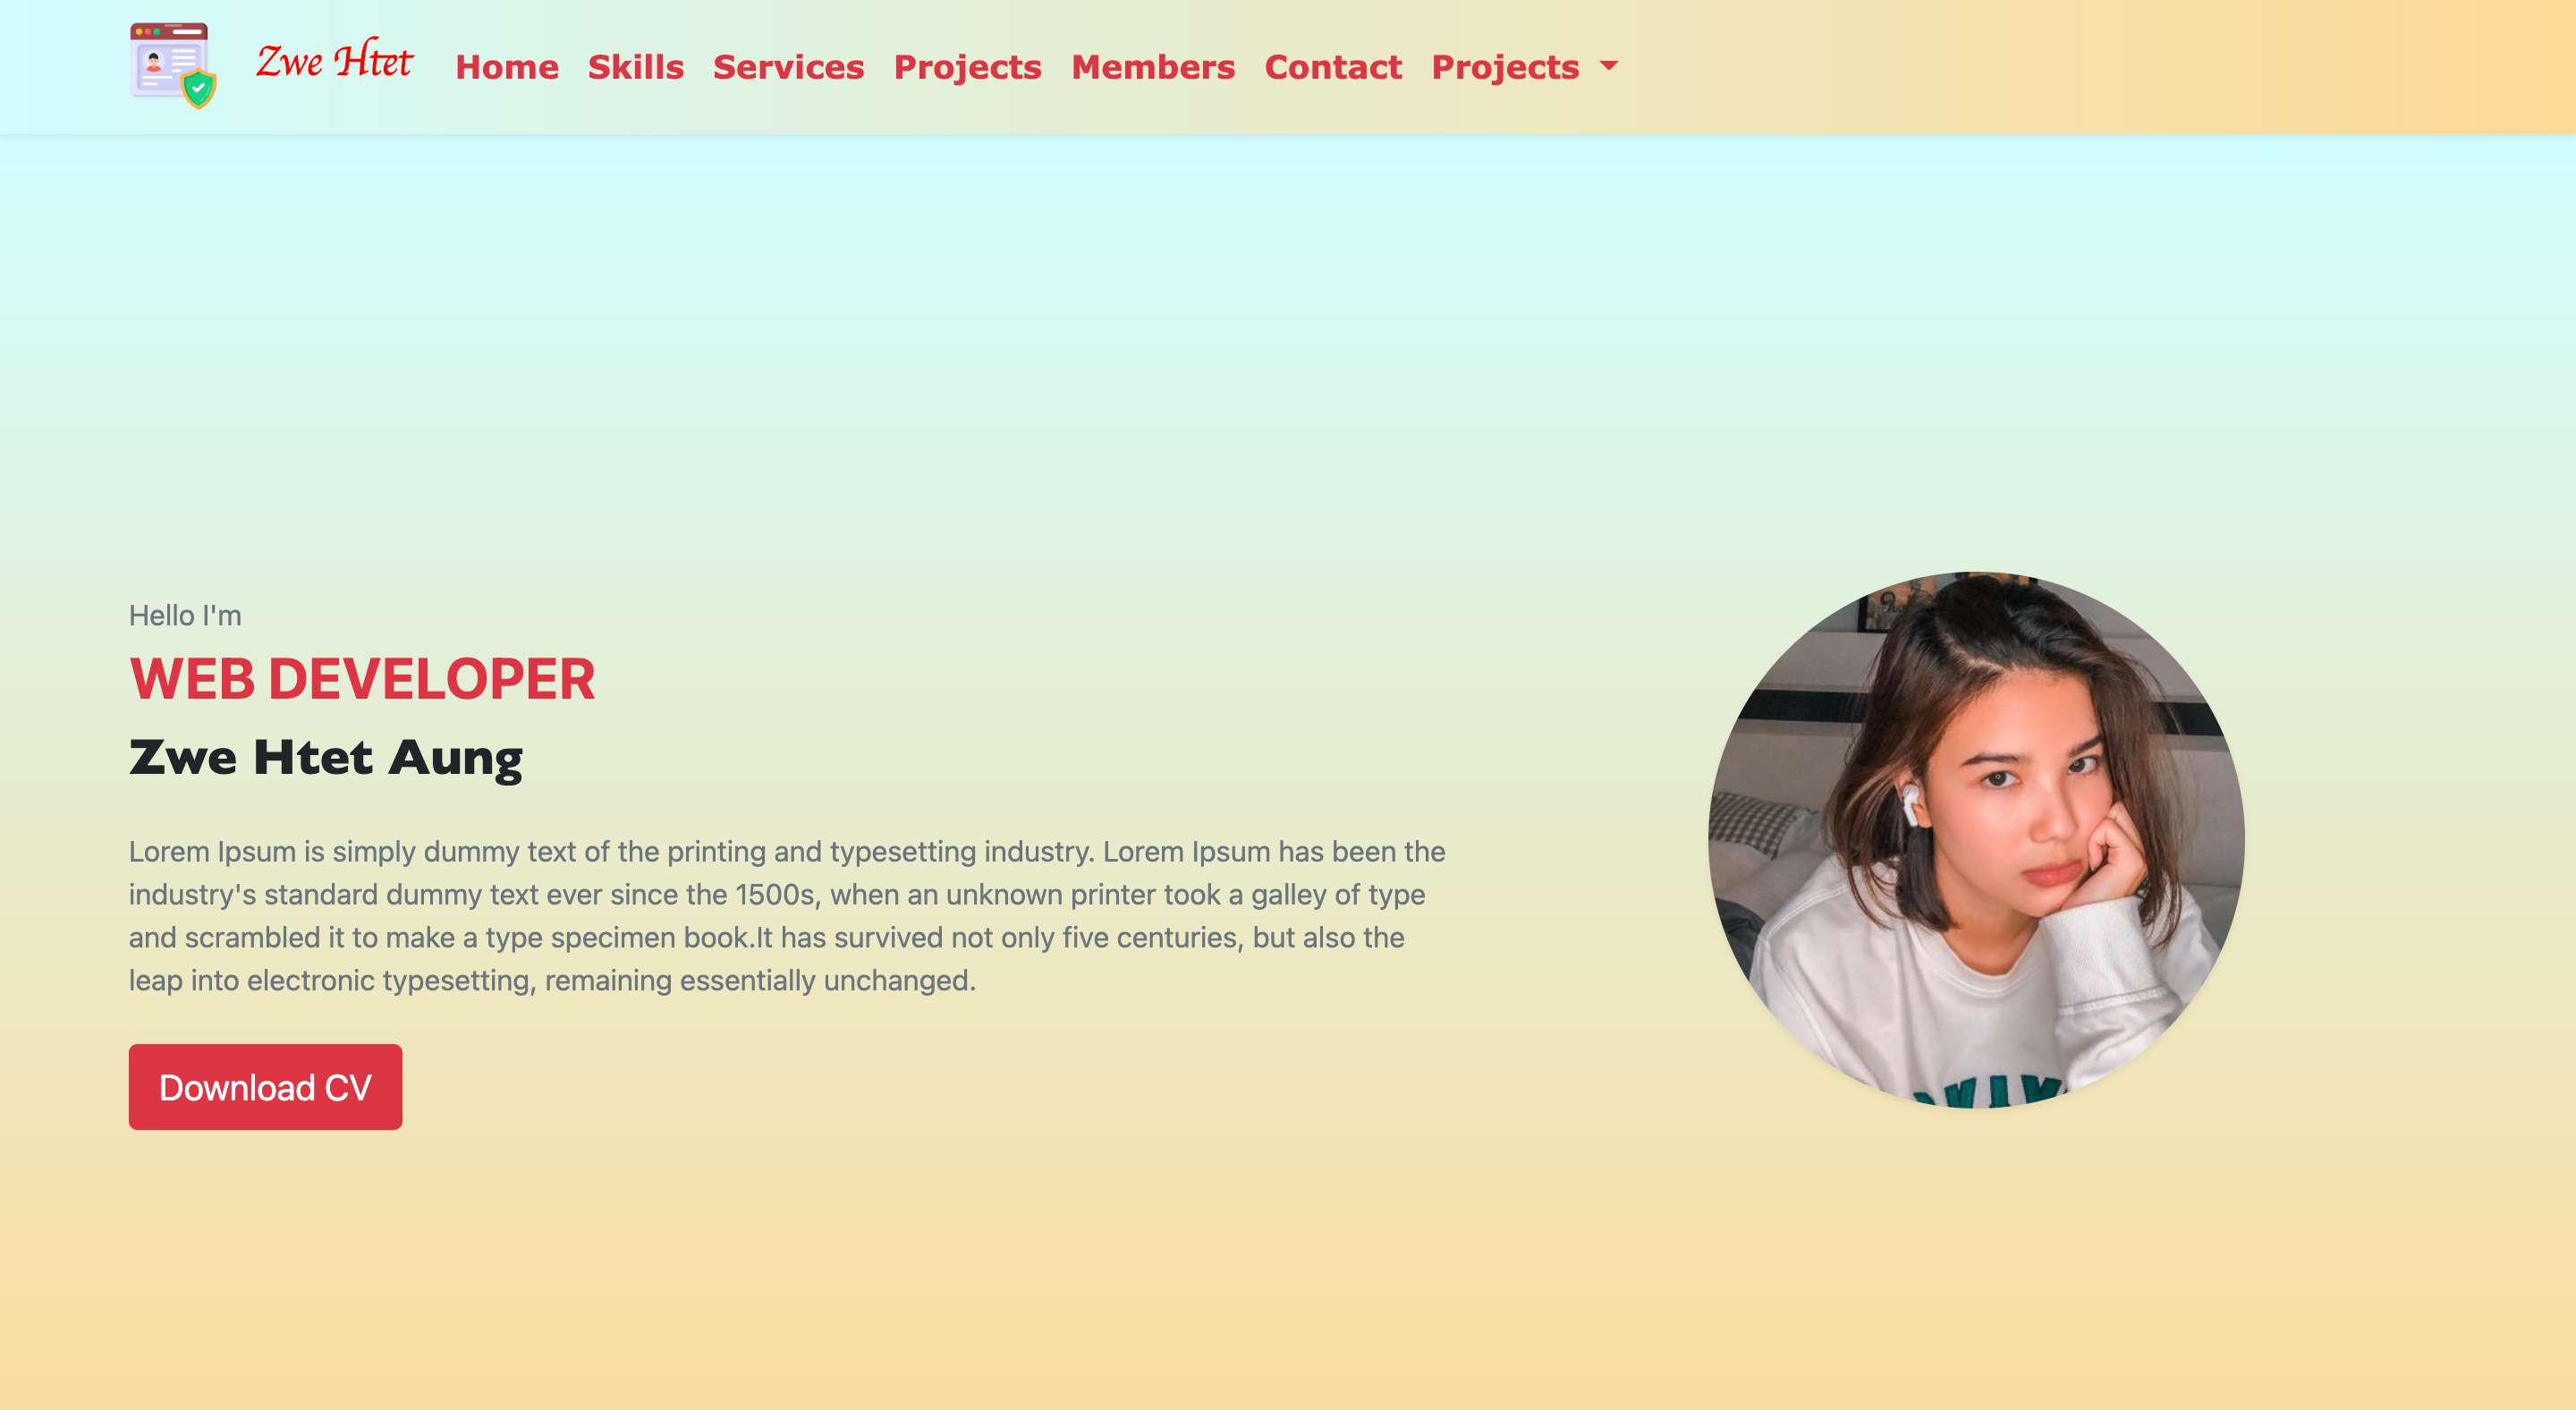 Zwe Htet
Home Skills Services Projects Members Contact Projects
Hello I'm
WEB DEVELOPER
Zwe Htet Aung
Lorem Ipsum is simply dummy text of the printing and typesetting industry. Lorem Ipsum has been the
industry's standard dummy text ever since the 1500s, when an unknown printer took a galley of type
and scrambled it to make a type specimen book.It has survived not only five centuries, but also the
leap into electronic typesetting, remaining essentially unchanged.
Download CV